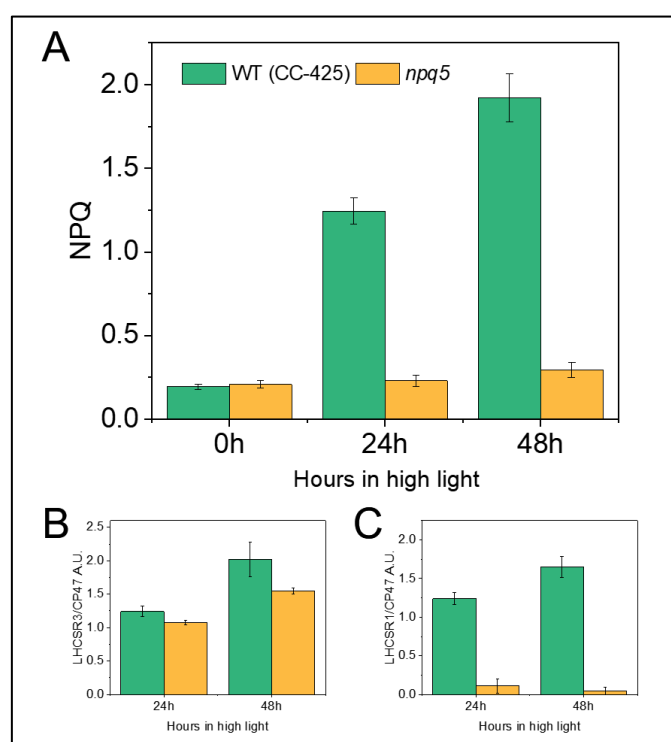 A
WT (CC-425) npq5
NPQ
2.0
1.5
1.0
0.5
0.0
0h 24h 48h
Hours in high light
B
LHCSR3/CP47 A.U.
2.5
2.0
1.5
1.0
0.5
0.0
24h 48h
Hours in high light
C
LHCSR1/CP47 A.U.
2.0
1.5
1.0
0.5
0.0
24h 48h
Hours in high light